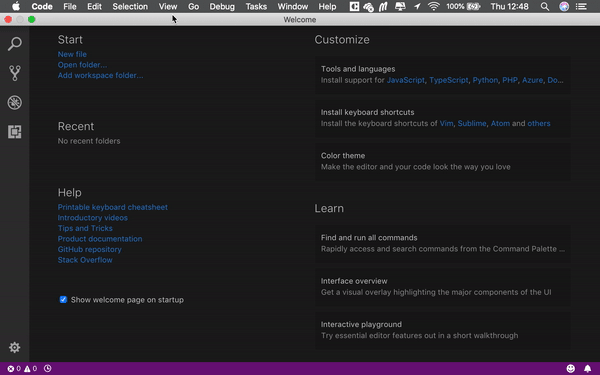 Code File Edit Selection View Go Debug Tasks Window Help 100% Thu 12:48
Welcome
Start
New file
Open folder...
Add workspace folder...
Recent
No recent folders
Help
Printable keyboard cheatsheet
Introductory videos
Tips and Tricks
Product documentation
GitHub repository
Stack Overflow
Show welcome page on startup
Customize
Tools and languages
Install support for JavaScript, TypeScript, Python, PHP, Azure, Do...
Install keyboard shortcuts
Install the keyboard shortcuts of Vim, Sublime, Atom and others
Color theme
Make the editor and your code look the way you love
Learn
Find and run all commands
Rapidly access and search commands from the Command Palette ...
Interface overview
Get a visual overlay highlighting the major components of the UI
Interactive playground
Try essential editor features out in a short walkthrough
0 0